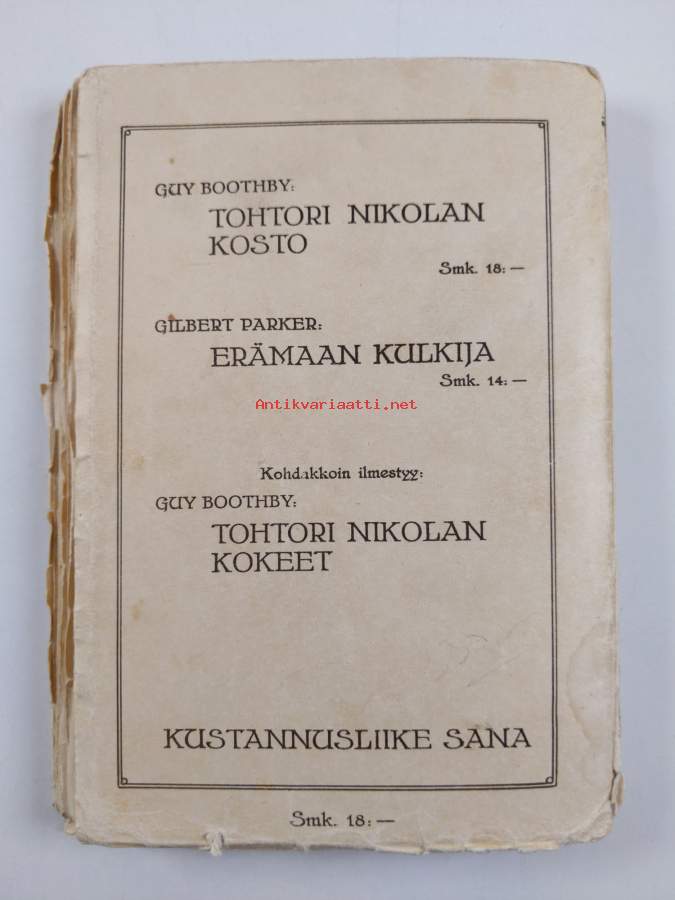 GUY BOOTHBY:
TOHTORI NIKOLAN
KOSTO
Smk. 18: —
GILBERT PARKER:
ERÄMAAN KULKIJA
Smk. 14: —
Antikvariaatti.net
Kohdakkoin ilmestyy:
GUY BOOTHBY:
TOHTORI NIKOLAN
KOKEET
KUSTANNUSLIIKE SANA
Smk. 18: —